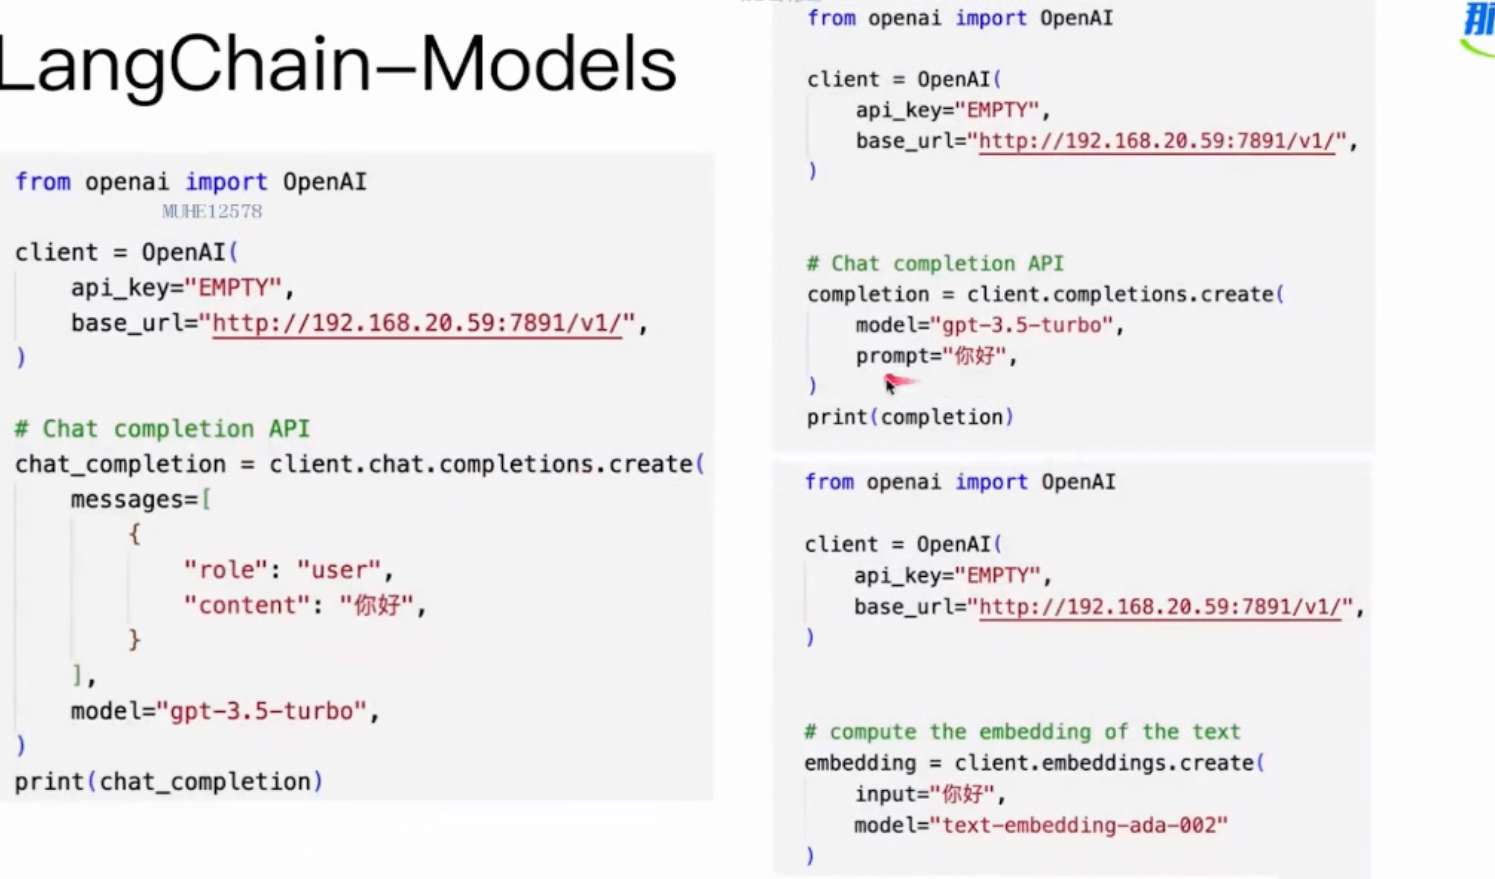 LangChain-Models
from openai import OpenAI
MUHE12578
client = OpenAI(
    api_key="EMPTY",
    base_url="http://192.168.20.59:7891/v1/",
)
# Chat completion API
chat_completion = client.chat.completions.create(
    messages=[
        {
            "role": "user",
            "content": "你好",
        }
    ],
    model="gpt-3.5-turbo",
)
print(chat_completion)
from openai import OpenAI
client = OpenAI(
    api_key="EMPTY",
    base_url="http://192.168.20.59:7891/v1/",
)
# Chat completion API
completion = client.completions.create(
    model="gpt-3.5-turbo",
    prompt="你好",
)
print(completion)
from openai import OpenAI
client = OpenAI(
    api_key="EMPTY",
    base_url="http://192.168.20.59:7891/v1/",
)
# compute the embedding of the text
embedding = client.embeddings.create(
    input="你好",
    model="text-embedding-ada-002"
)